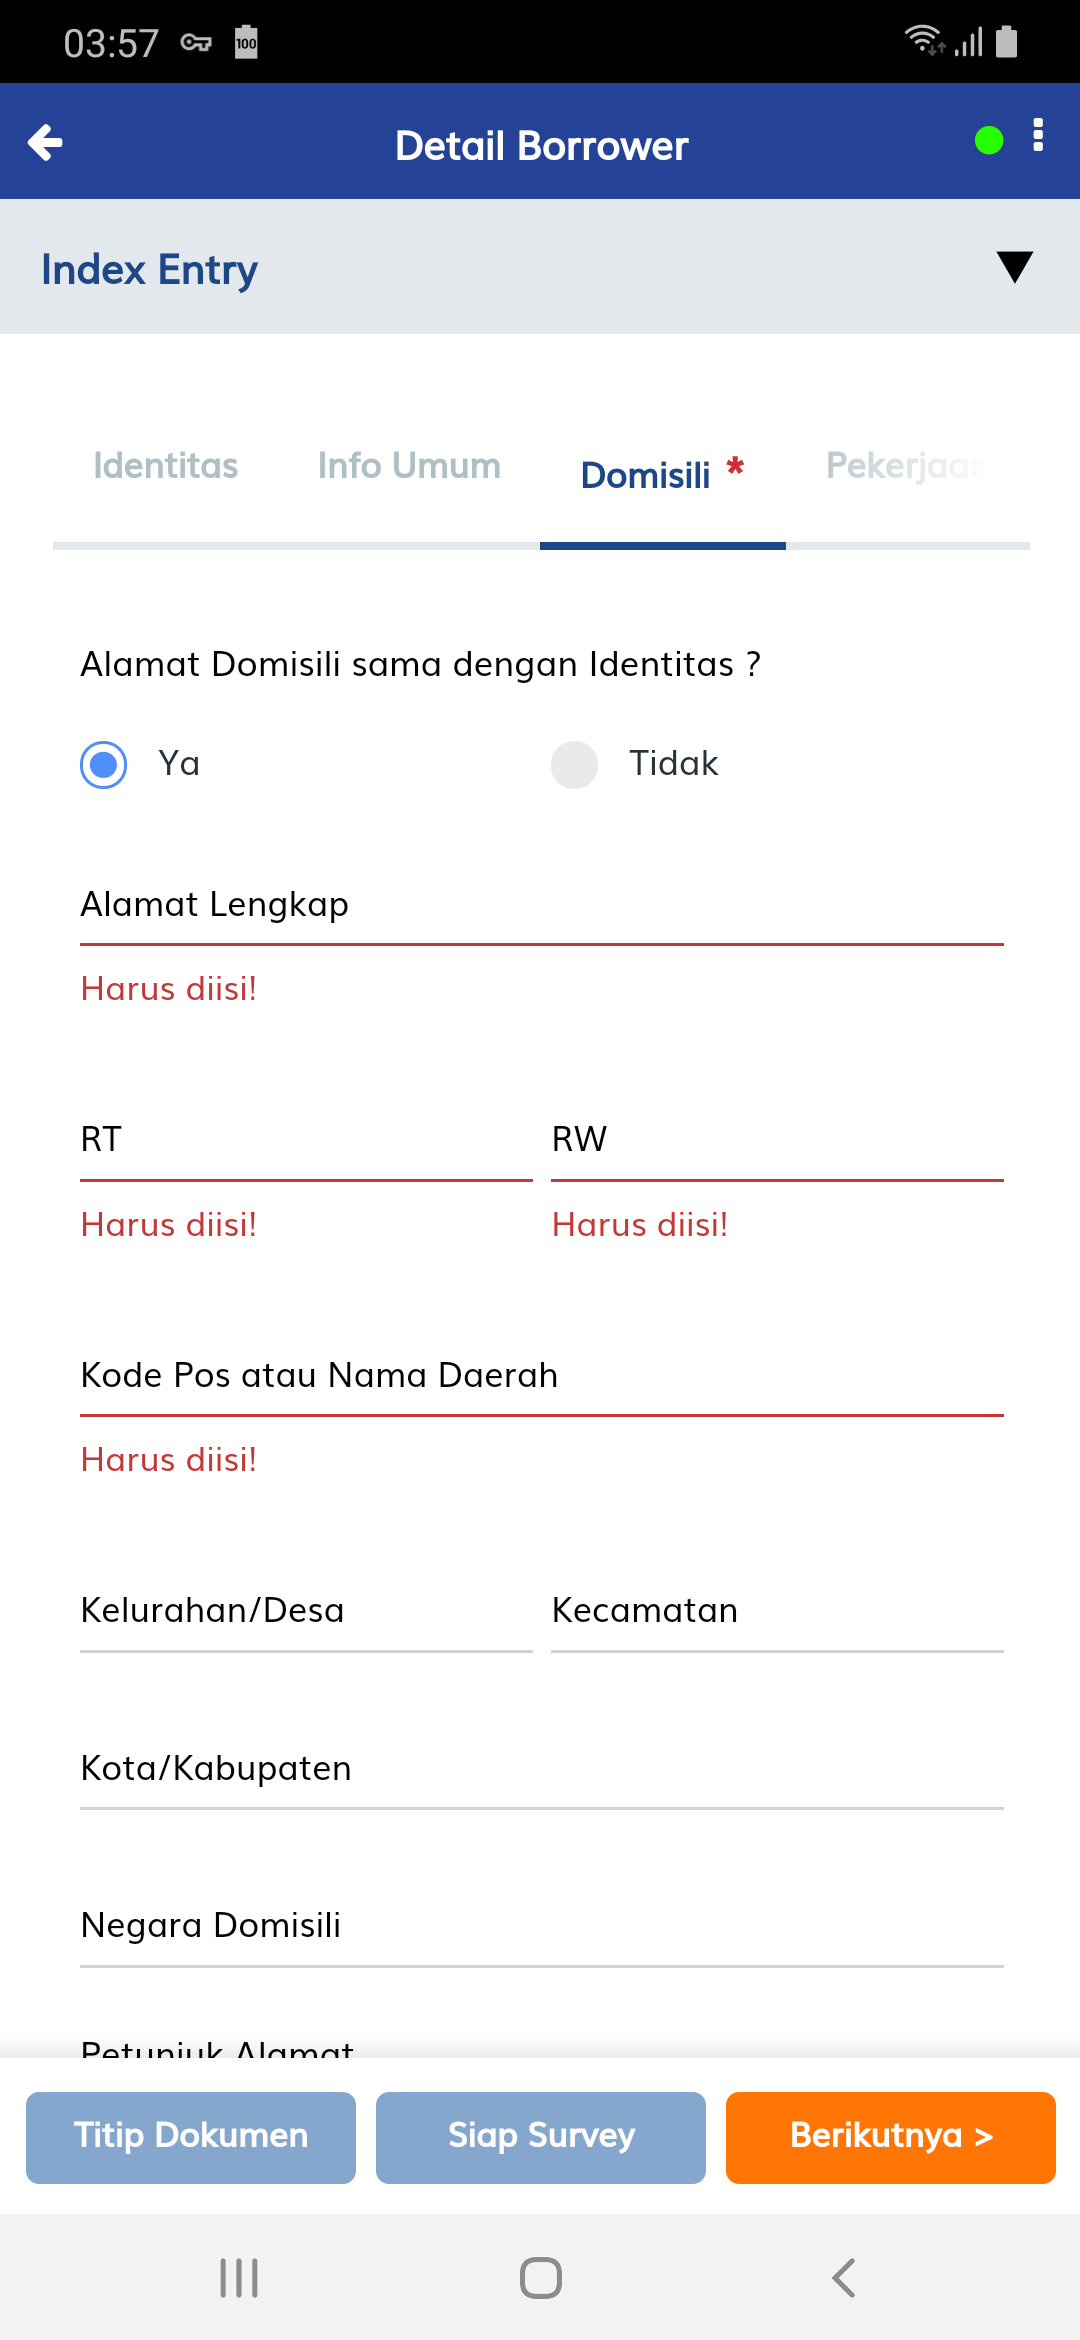 03:57
100
Detail Borrower
Index Entry
Identitas Info Umum Domisili * Pekerjaan
Alamat Domisili sama dengan Identitas ?
Ya Tidak
Alamat Lengkap
Harus diisi!
RT RW
Harus diisi! Harus diisi!
Kode Pos atau Nama Daerah
Harus diisi!
Kelurahan/Desa Kecamatan
Kota/Kabupaten
Negara Domisili
Petunjuk Alamat
Titip Dokumen Siap Survey Berikutnya >